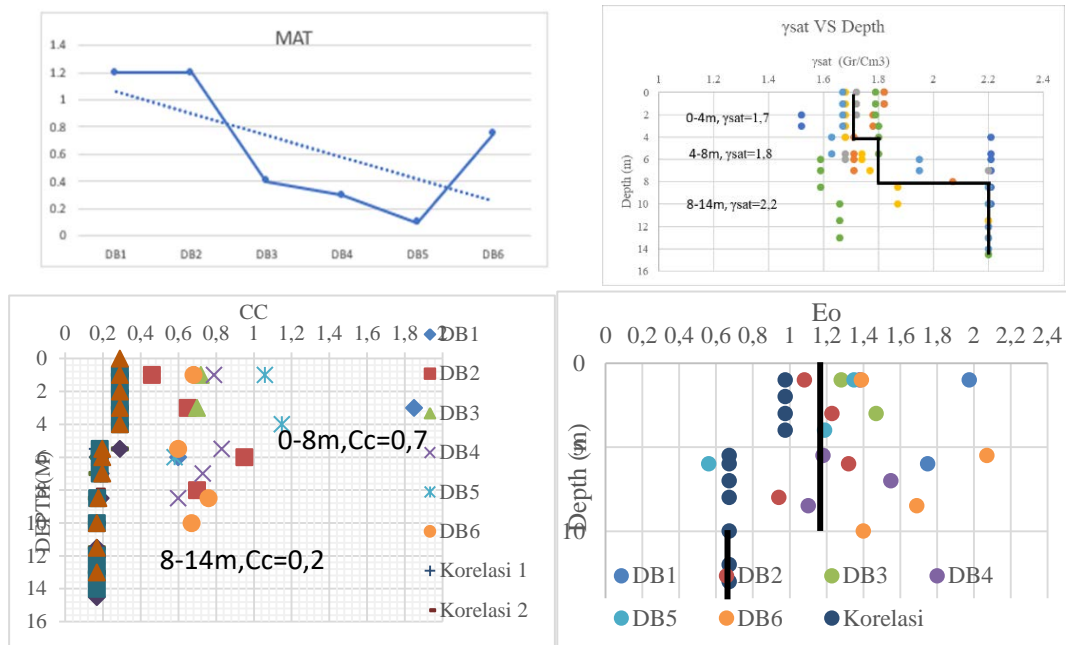 MAT
1.4
1.2
1
0.8
0.6
0.4
0.2
0
DB1 DB2 DB3 DB4 DB5 DB6
γsat VS Depth
γsat (Gr/Cm3)
1 1.2 1.4 1.6 1.8 2 2.2 2.4
Depth (m)
0
2
4
6
8
10
12
14
16
0-4m, γsat=1,7
4-8m, γsat=1,8
8-14m, γsat=2,2
CC
0 0,2 0,4 0,6 0,8 1 1,2 1,4 1,6 1,8 2
0
2
4
6
8
10
12
14
16
0-8m,Cc=0,7
8-14m,Cc=0,2
DB1
DB2
DB3
DB4
DB5
DB6
Korelasi 1
Korelasi 2
Eo
0 0,2 0,4 0,6 0,8 1 1,2 1,4 1,6 1,8 2 2,2 2,4
Depth (m)
0
5
10
DB1 DB2 DB3 DB4
DB5 DB6 Korelasi